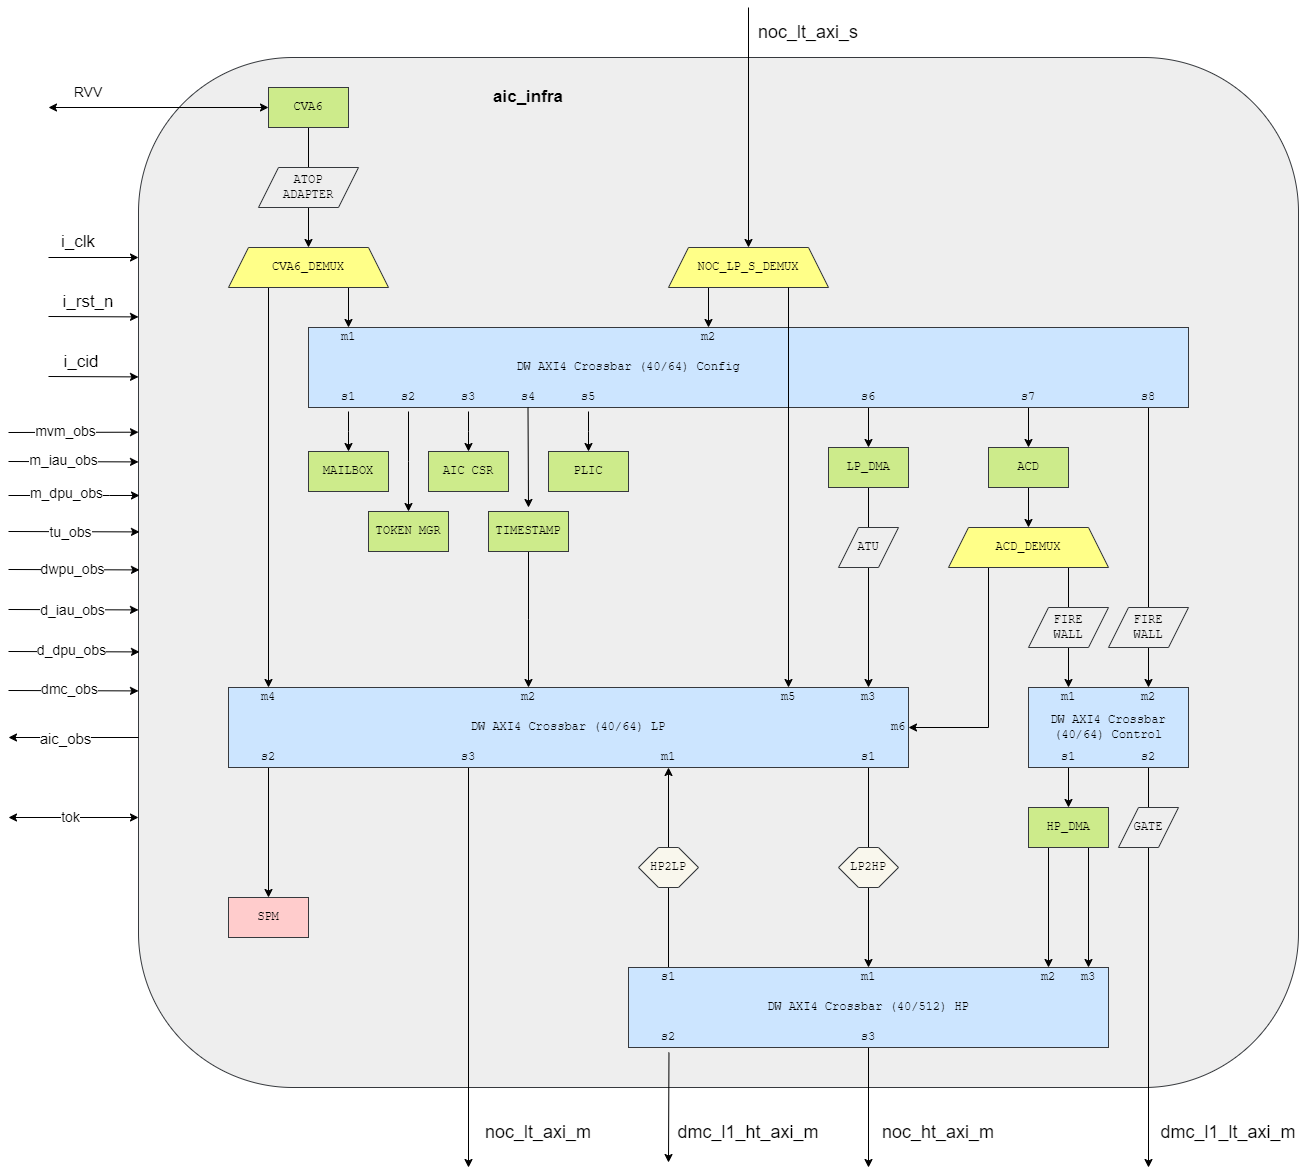 noc_lt_axi_s
RVV
CVA6
aic_infra
ATOP
ADAPTER
i_clk
CVA6_DEMUX
NOC_LP_S_DEMUX
i_rst_n
m1
m2
i_cid
DW AXI4 Crossbar (40/64) Config
s1
s2
s3
s4
s5
s6
s7
s8
mvm_obs
m_iau_obs
MAILBOX
AIC CSR
PLIC
LP_DMA
ACD
m_dpu_obs
tu_obs
TOKEN MGR
TIMESTAMP
ATU
ACD_DEMUX
dwpu_obs
d_iau_obs
FIRE
WALL
FIRE
WALL
d_dpu_obs
dmc_obs
m4
m2
m5
m3
m1
m2
aic_obs
DW AXI4 Crossbar (40/64) LP
m6
DW AXI4 Crossbar
(40/64) Control
s2
s3
m1
s1
s1
s2
tok
HP_DMA
GATE
HP2LP
LP2HP
SPM
s1
m1
m2
m3
DW AXI4 Crossbar (40/512) HP
s2
s3
noc_lt_axi_m
dmc_l1_ht_axi_m
noc_ht_axi_m
dmc_l1_lt_axi_m